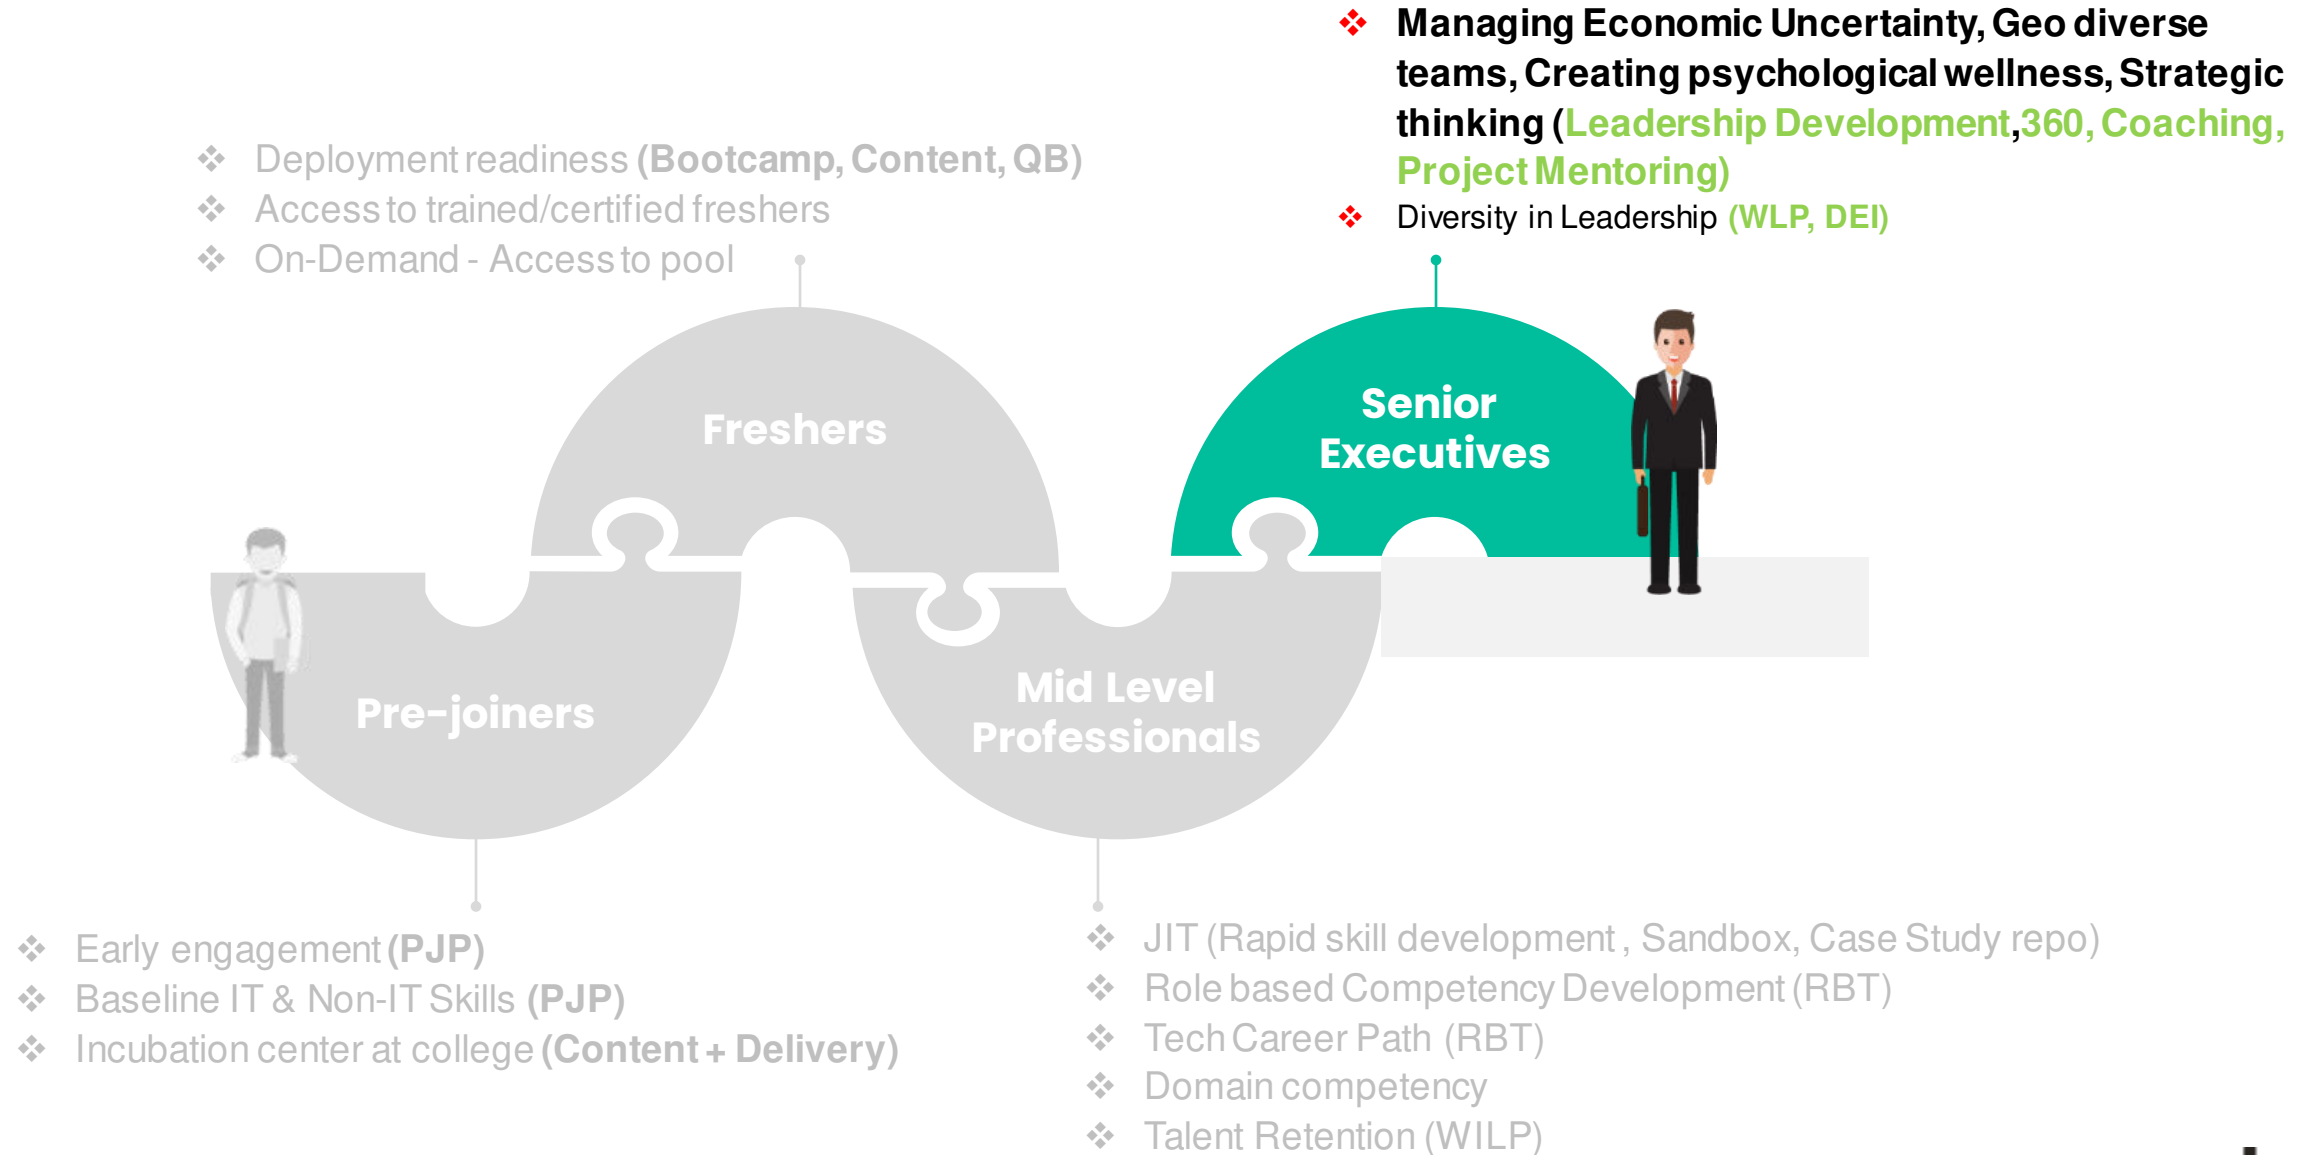 ❖ Managing Economic Uncertainty, Geo diverse
teams, Creating psychological wellness, Strategic
thinking (Leadership Development,360, Coaching,
Project Mentoring)
❖ Diversity in Leadership (WLP, DEI)
❖ Deployment readiness (Bootcamp, Content, QB)
❖ Access to trained/certified freshers
❖ On-Demand - Access to pool
Freshers
Senior
Executives
Pre-joiners
Mid Level
Professionals
❖ Early engagement (PJP)
❖ Baseline IT & Non-IT Skills (PJP)
❖ Incubation center at college (Content + Delivery)
❖ JIT (Rapid skill development , Sandbox, Case Study repo)
❖ Role based Competency Development (RBT)
❖ Tech Career Path (RBT)
❖ Domain competency
❖ Talent Retention (WILP)